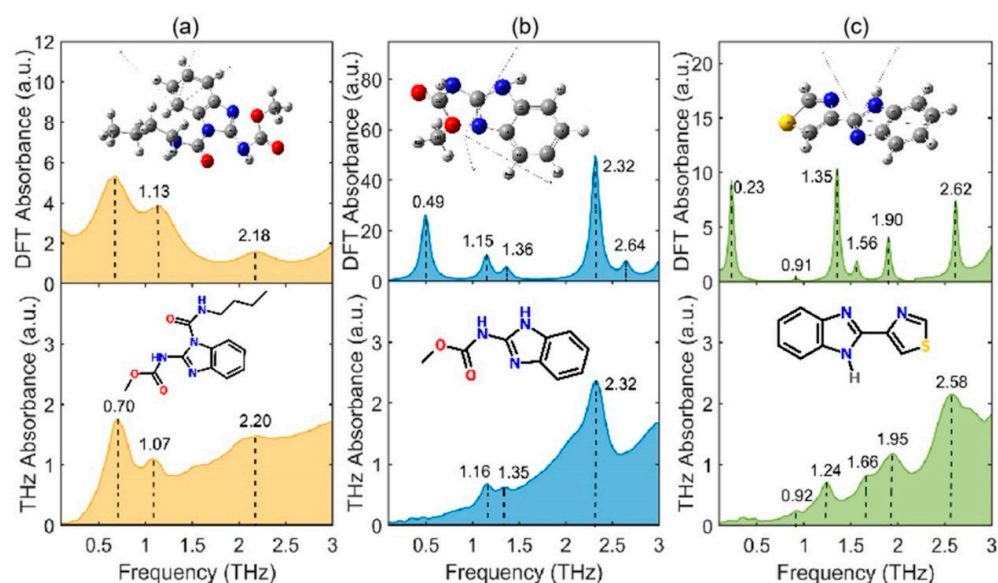 (a)
DFT Absorbance (a.u.)
12
10
8
6
4
2
0
1.13
2.18
THz Absorbance (a.u.)
3
2
1
0
O
H
N
N
HN
N
O
O
0.70
1.07
2.20
0.5
1
1.5
2
2.5
3
Frequency (THz)
(b)
DFT Absorbance (a.u.)
80
60
40
20
0
0.49
1.15
1.36
2.32
2.64
THz Absorbance (a.u.)
3
2
1
0
O
O
H
N
H
N
N
1.16
1.35
2.32
0.5
1
1.5
2
2.5
3
Frequency (THz)
(c)
DFT Absorbance (a.u.)
20
15
10
5
0
0.23
0.91
1.35
1.56
1.90
2.62
THz Absorbance (a.u.)
3
2
1
0
N
N
H
N
S
0.92
1.24
1.66
1.95
2.58
0.5
1
1.5
2
2.5
3
Frequency (THz)